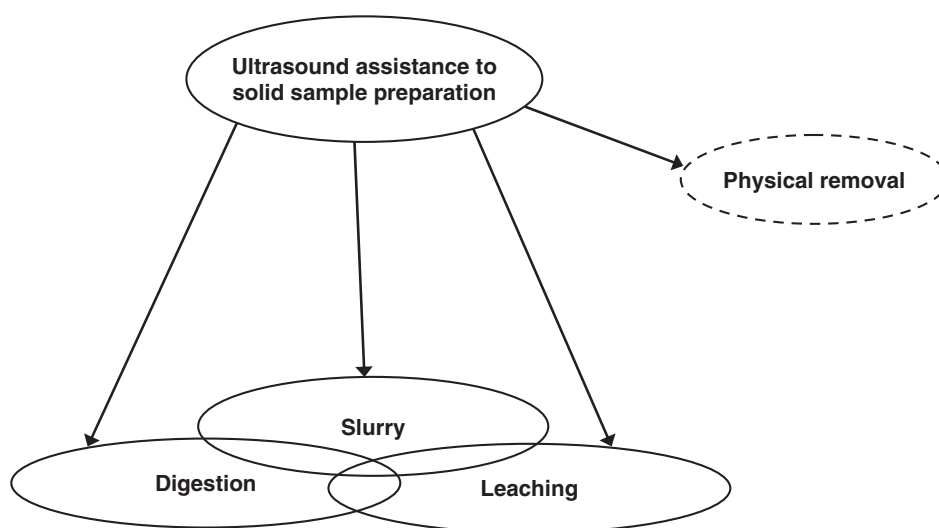 Ultrasound assistance to
solid sample preparation
Physical removal
Slurry
Digestion
Leaching